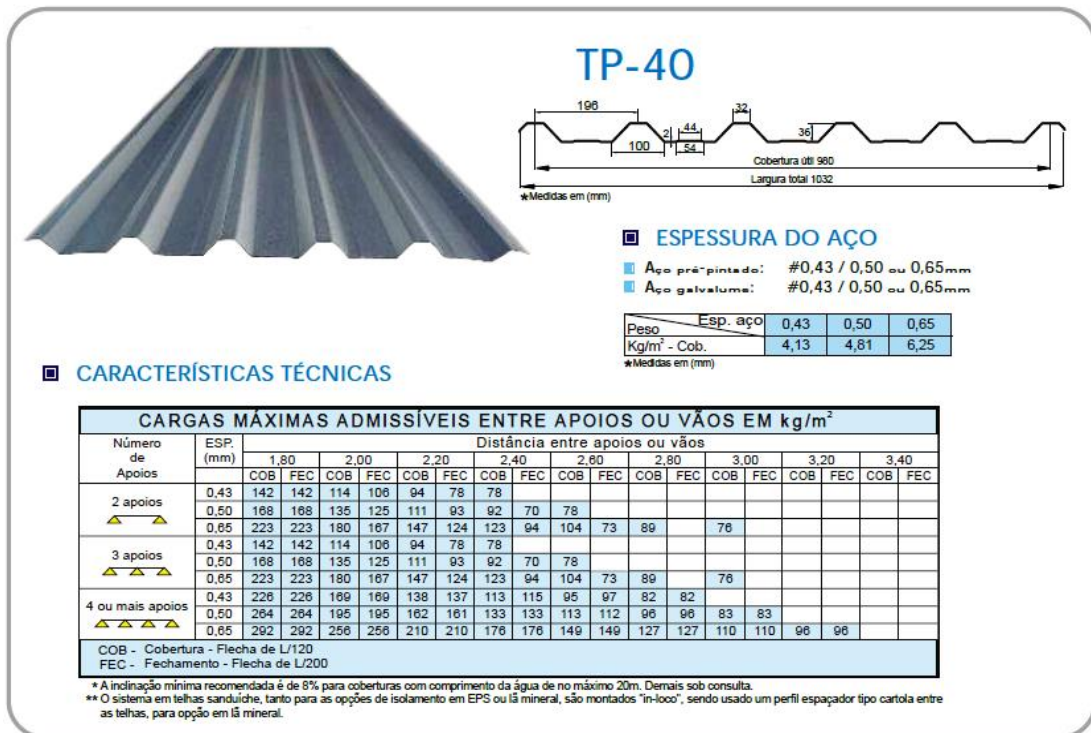 TP-40
196
32
2
44
36
100
54
Cobertura útil 980
Largura total 1032
*Medidas em (mm)
ESPESSURA DO AÇO
Aço pré-pintado: #0,43 / 0,50 ou 0,65mm
Aço galvalume: #0,43 / 0,50 ou 0,65mm
Peso Esp. aço 0,43 0,50 0,65
Kg/m² - Cob. 4,13 4,81 6,25
*Medidas em (mm)
CARACTERÍSTICAS TÉCNICAS
CARGAS MÁXIMAS ADMISSÍVEIS ENTRE APOIOS OU VÃOS EM kg/m²
Número de Apoios ESP. (mm) Distância entre apoios ou vãos
1,80 2,00 2,20 2,40 2,60 2,80 3,00 3,20 3,40
COB FEC COB FEC COB FEC COB FEC COB FEC COB FEC COB FEC COB FEC COB FEC
2 apoios
0,43 142 142 114 106 94 78 78
0,50 168 168 135 125 111 93 92 70 78
0,65 223 223 180 167 147 124 123 94 104 73 89 76
3 apoios
0,43 142 142 114 106 94 78 78
0,50 168 168 135 125 111 93 92 70 78
0,65 223 223 180 167 147 124 123 94 104 73 89 76
4 ou mais apoios
0,43 226 226 169 169 138 137 113 115 95 97 82 82
0,50 264 264 195 195 162 161 133 133 113 112 96 96 83 83
0,65 292 292 256 256 210 210 176 176 149 149 127 127 110 110 96 96
COB - Cobertura - Flecha de L/120
FEC - Fechamento - Flecha de L/200
* A inclinação mínima recomendada é de 8% para coberturas com comprimento da água de no máximo 20m. Demais sob consulta.
** O sistema em telhas sanduíche, tanto para as opções de isolamento em EPS ou lã mineral, são montados "in-loco", sendo usado um perfil espaçador tipo cartola entre
as telhas, para opção em lã mineral.